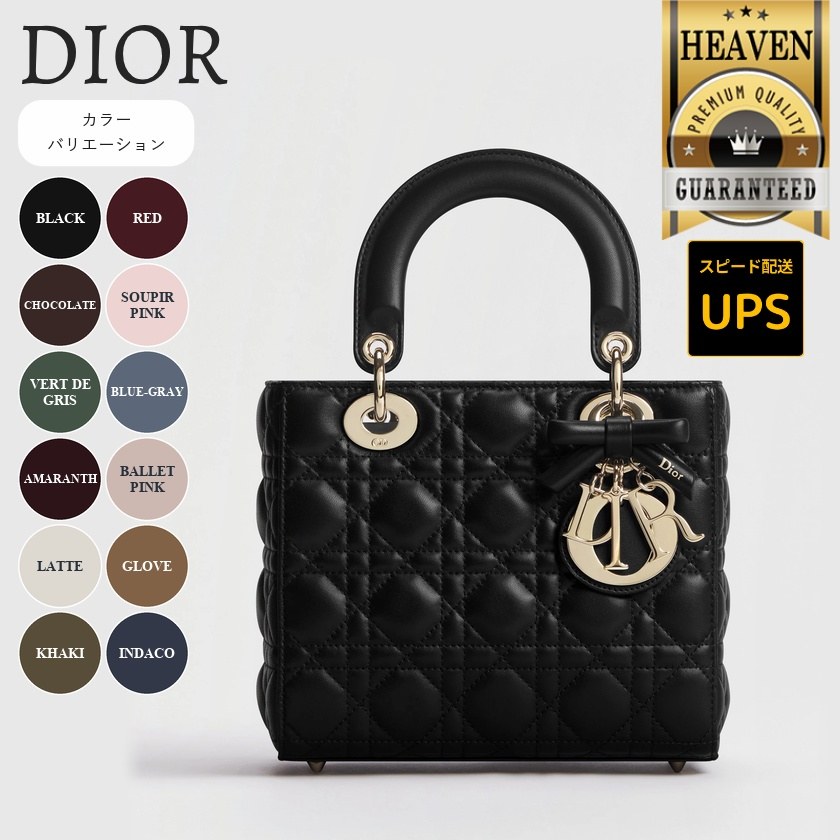 DIOR
カラー
バリエーション
BLACK
RED
CHOCOLATE
SOUPIR
PINK
VERT DE
GRIS
BLUE-GRAY
AMARANTH
BALLET
PINK
LATTE
GLOVE
KHAKI
INDACO
HEAVEN
PREMIUM QUALITY
GUARANTEED
スピード配送
UPS
Dior
DIOR